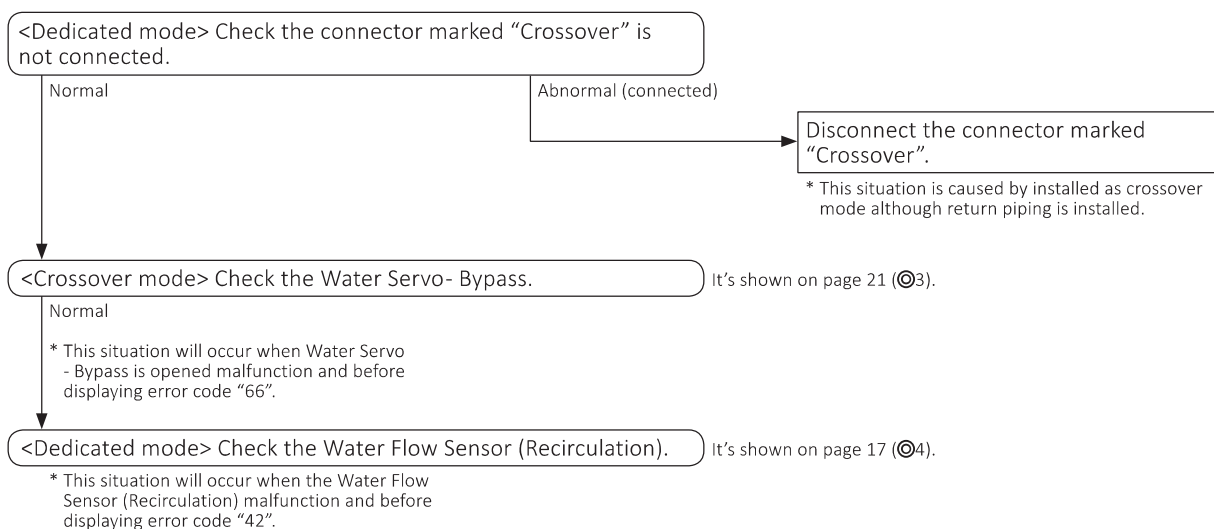 <Dedicated mode> Check the connector marked “Crossover” is
not connected.
Normal
Abnormal (connected)
Disconnect the connector marked
“Crossover”.
* This situation is caused by installed as crossover
mode although return piping is installed.
<Crossover mode> Check the Water Servo- Bypass.
It’s shown on page 21 (◎3).
Normal
* This situation will occur when Water Servo
- Bypass is opened malfunction and before
displaying error code “66”.
<Dedicated mode> Check the Water Flow Sensor (Recirculation).
It’s shown on page 17 (◎4).
* This situation will occur when the Water Flow
Sensor (Recirculation) malfunction and before
displaying error code “42”.